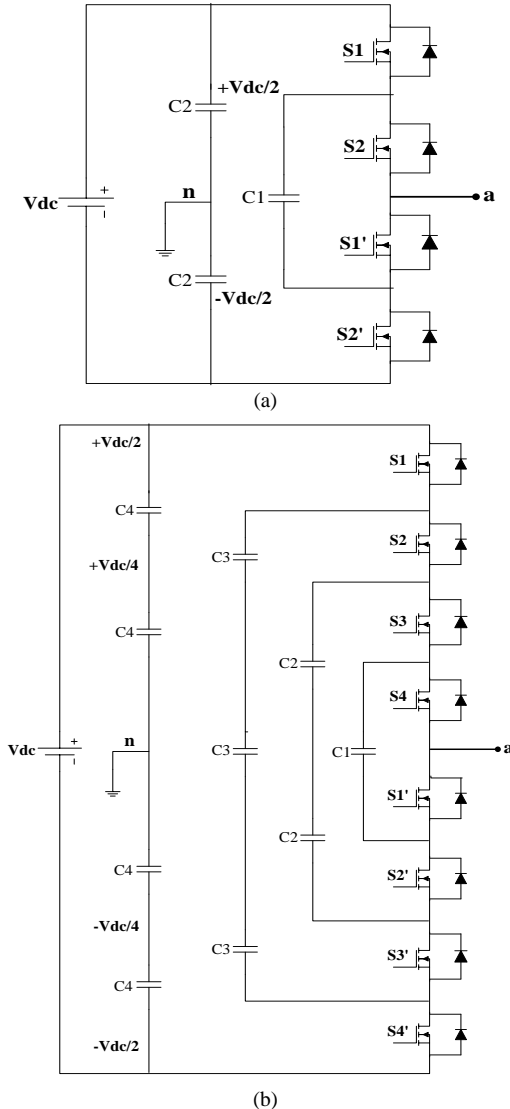 S1
+Vdc/2
C2
S2
n
C1
a
Vdc
+
−
S1'
C2
-Vdc/2
S2'
(a)
+Vdc/2
S1
C4
S2
C3
+Vdc/4
S3
C4
C2
S4
n
Vdc
+
−
C3
C1
a
S1'
C2
C4
S2'
-Vdc/4
C3
S3'
C4
-Vdc/2
S4'
(b)